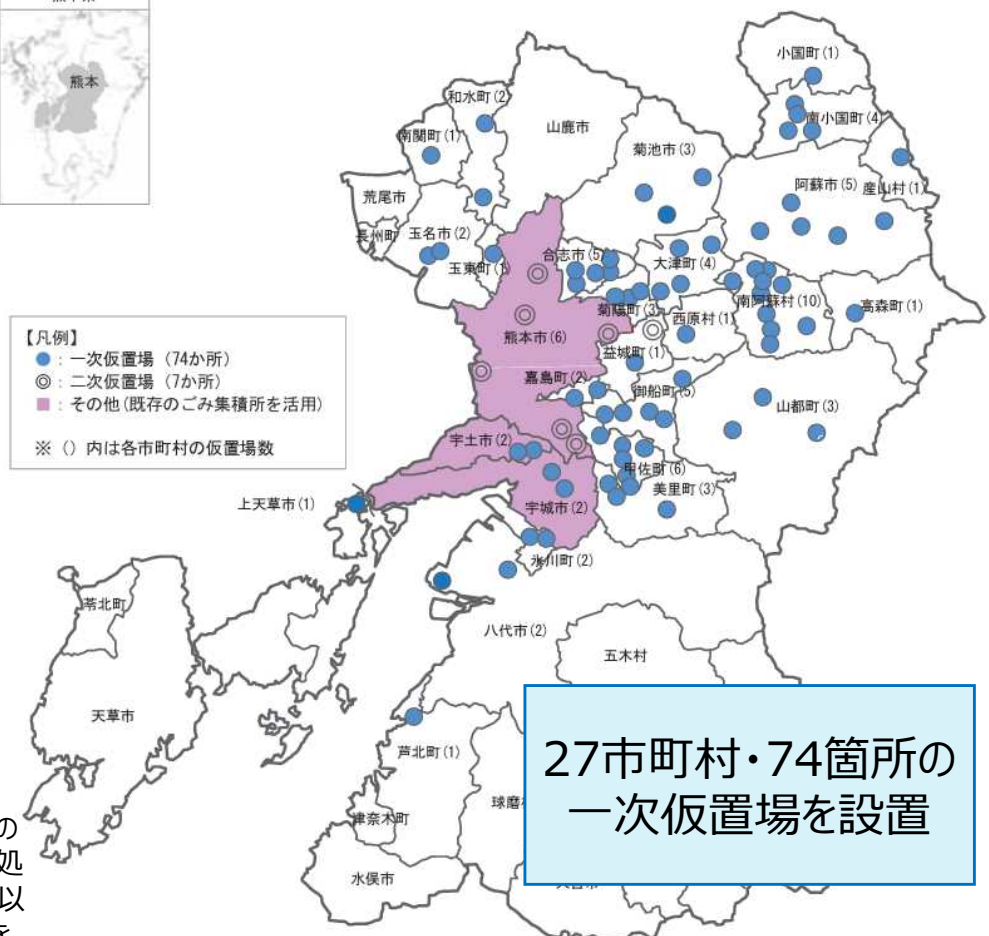 熊本
小国町(1)
和水町(2)
南小国町(4)
南関町(1)
山鹿市
菊池市(3)
阿蘇市(5)
産山村(1)
荒尾市
長州町
玉名市(2)
玉東町(1)
合志市(5)
大津町(4)
菊陽町(3)
南阿蘇村(10)
高森町(1)
西原村(1)
熊本市(6)
益城町(1)
【凡例】
：一次仮置場（74か所）
：二次仮置場（7か所）
：その他(既存のごみ集積所を活用)
※（）内は各市町村の仮置場数
嘉島町(2)
御船町(5)
山都町(3)
宇土市(2)
甲佐町(6)
美里町(3)
上天草市(1)
宇城市(2)
氷川町(2)
苓北町
八代市(2)
五木村
天草市
芦北町(1)
27市町村・74箇所の
一次仮置場を設置
球磨
津奈木町
水俣市
の
処
以